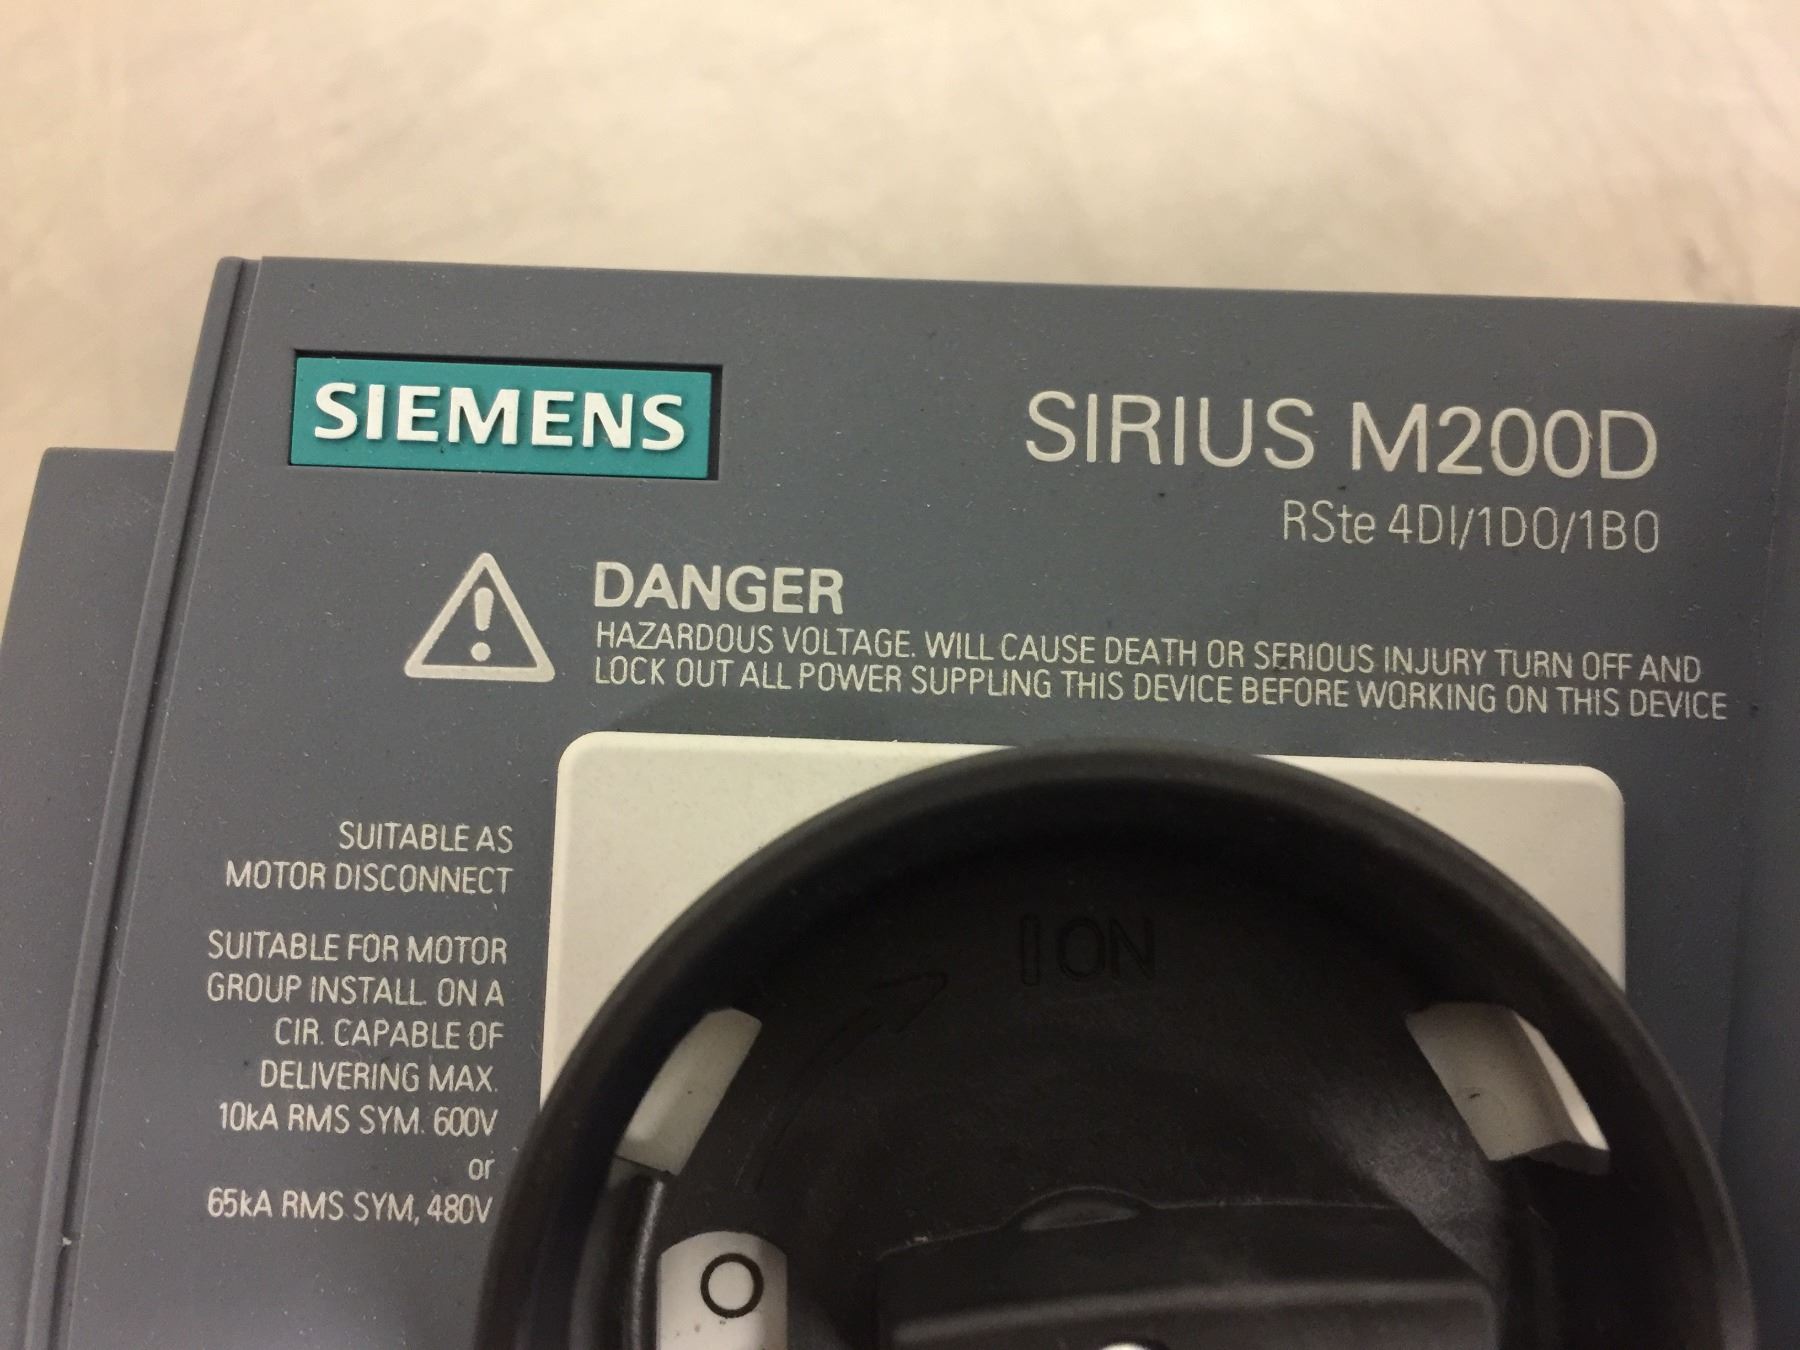 SIEMENS
SIRIUS M200D
RSte 4DI/1DO/1BO
DANGER
HAZARDOUS VOLTAGE. WILL CAUSE DEATH OR SERIOUS INJURY TURN OFF AND
LOCK OUT ALL POWER SUPPLING THIS DEVICE BEFORE WORKING ON THIS DEVICE
SUITABLE AS
MOTOR DISCONNECT
SUITABLE FOR MOTOR
GROUP INSTALL. ON A
CIR. CAPABLE OF
DELIVERING MAX.
10kA RMS SYM. 600V
or
65kA RMS SYM, 480V
I ON
O